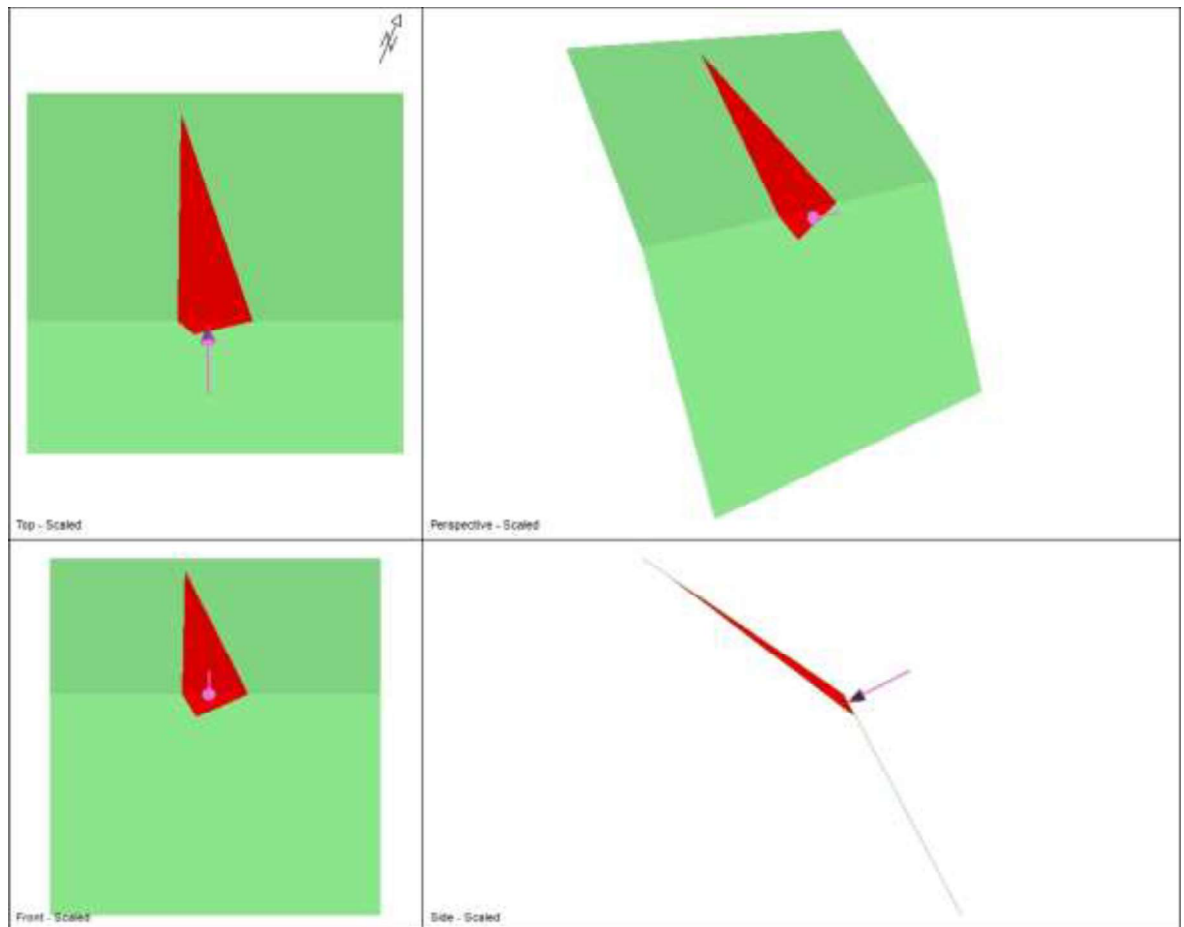 N
Top - Scaled
Perspective - Scaled
Front - Scaled
Side - Scaled